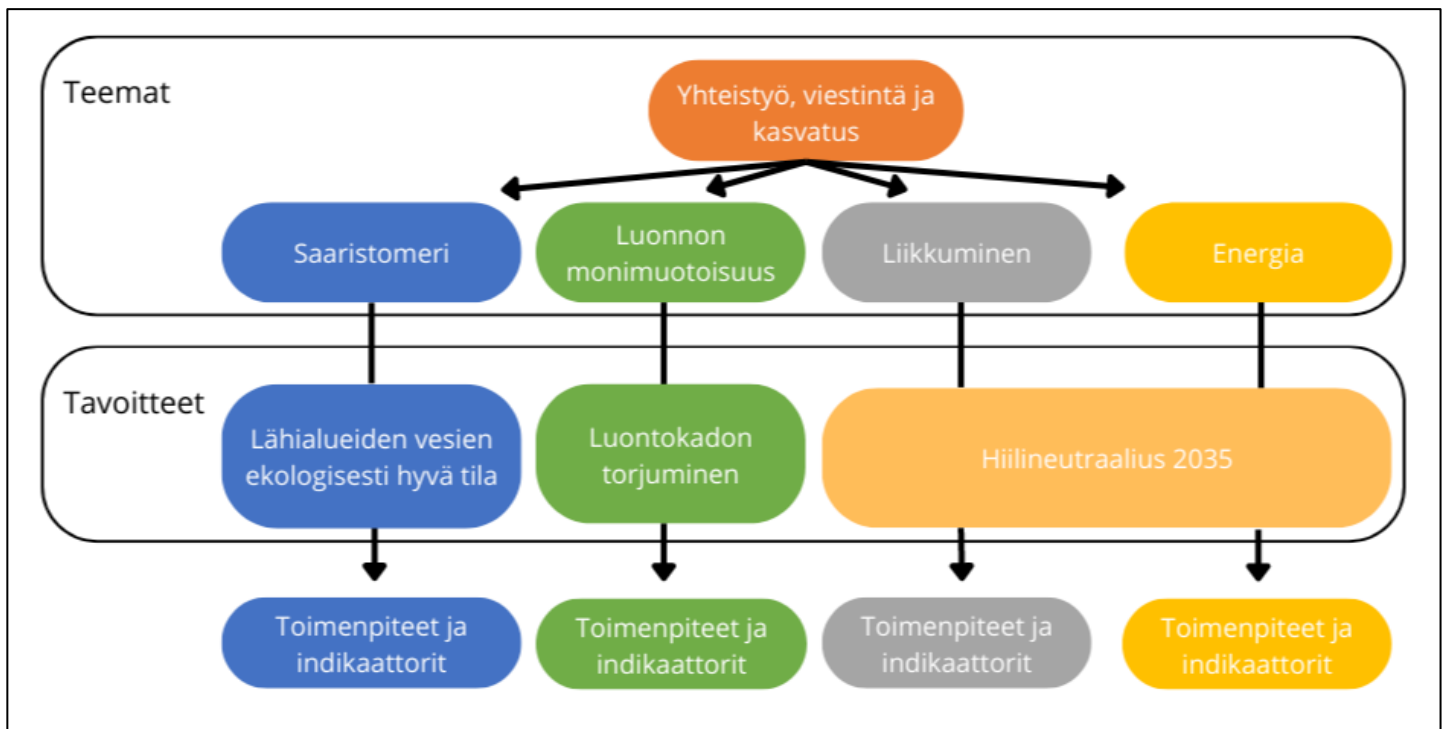 Teemat
Yhteistyö, viestintä ja
kasvatus
Saaristomeri
Luonnon
monimuotoisuus
Liikkuminen
Energia
Tavoitteet
Lähialueiden vesien
ekologisesti hyvä tila
Luontokadon
torjuminen
Hiilineutraalius 2035
Toimenpiteet ja
indikaattorit
Toimenpiteet ja
indikaattorit
Toimenpiteet ja
indikaattorit
Toimenpiteet ja
indikaattorit